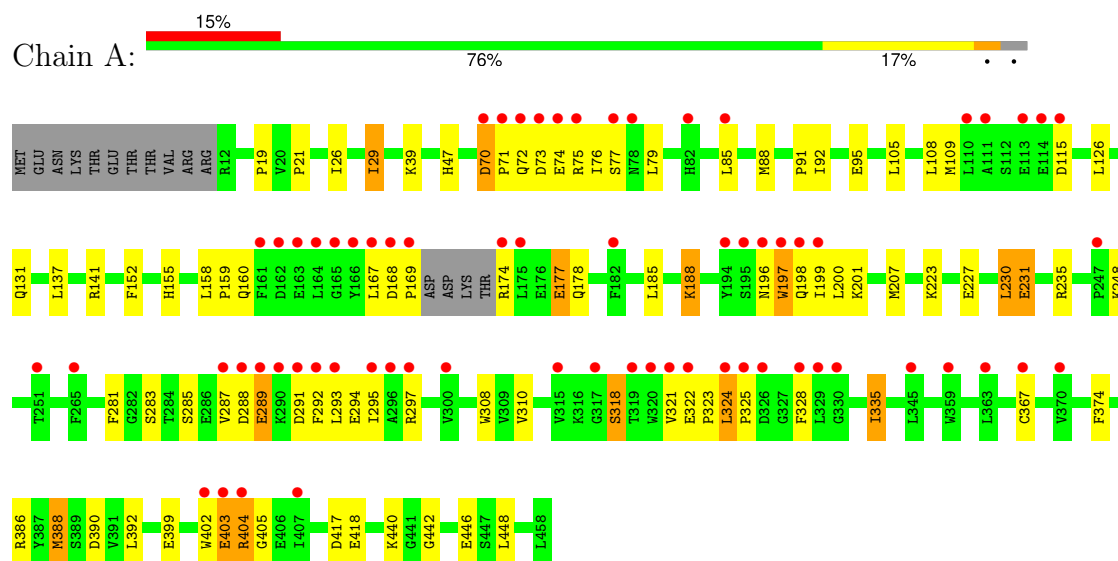 15%
Chain A:
76% 17% • •
MET GLU ASN LYS THR GLU THR THR VAL ARG ARG R12 P19 V20 P21 I26 I29 K39 H47 D70 P71 Q72 D73 E74 R75 I76 S77 N78 L79 H82 L85 M88 P91 I92 E95 L105 L108 M109 L110 A111 S112 E113 E114 D115 L126
Q131 L137 R141 F152 H155 L158 P159 Q160 F161 D162 E163 L164 G165 Y166 L167 D168 P169 ASP ASP LYS THR R174 L175 E176 E177 Q178 F182 L185 K188 Y194 S195 N196 W197 Q198 I199 L200 K201 M207 K223 E227 L230 E231 R235 P247 K248
T251 F265 F281 G282 S283 T284 S285 E286 V287 D288 E289 K290 D291 F292 L293 E294 I295 A296 R297 V300 W308 V309 V310 V315 K316 G317 S318 T319 W320 V321 E322 P323 L324 P325 D326 G327 F328 L329 G330 I335 L345 W359 L363 C367 V370 F374
R386 Y387 M388 S389 D390 V391 L392 E399 W402 E403 R404 G405 E406 I407 D417 E418 K440 G441 G442 E446 S447 L448 L458